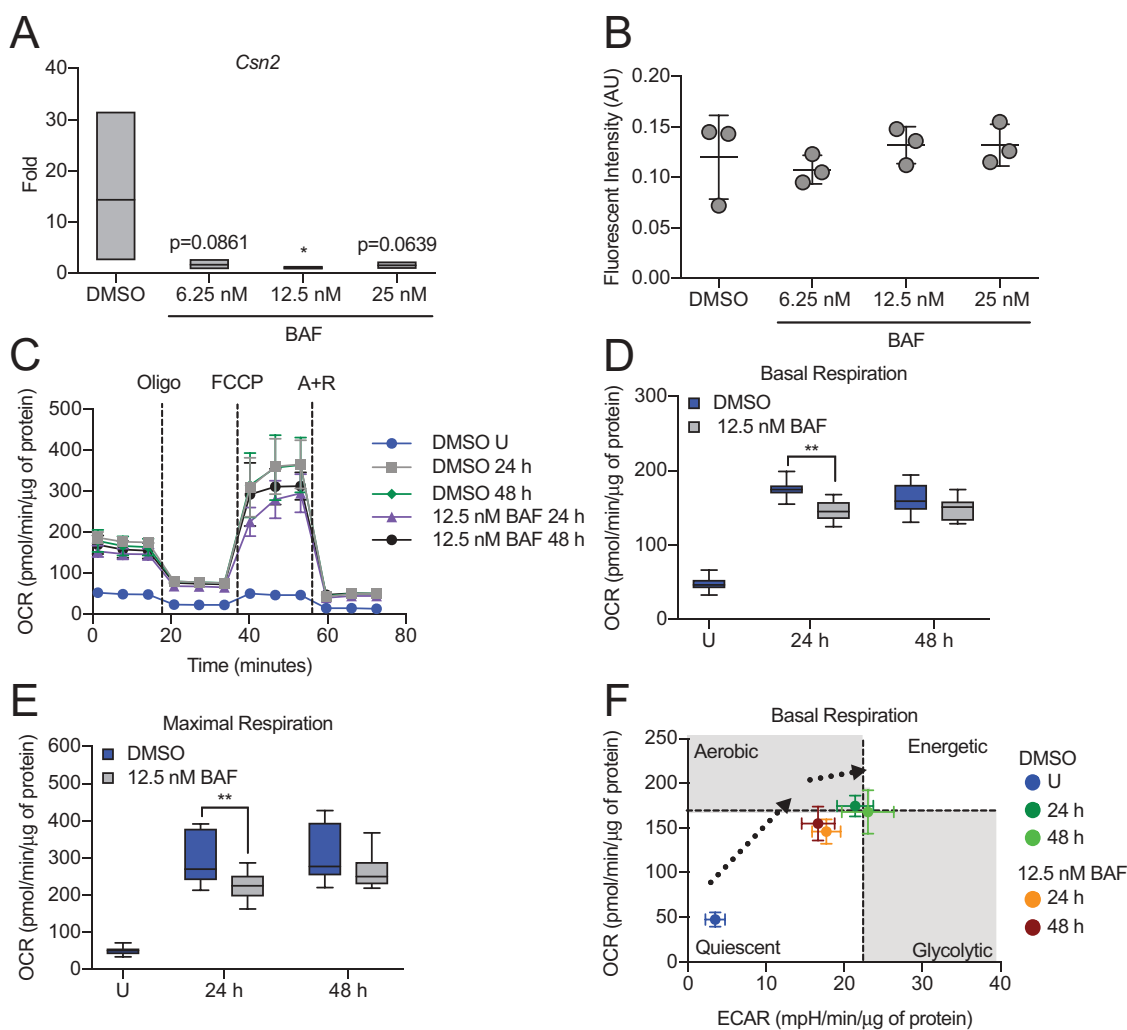 A
Csn2
Fold
40
30
20
10
0
p=0.0861
*
p=0.0639
DMSO
6.25 nM
12.5 nM
25 nM
BAF
B
Fluorescent Intensity (AU)
0.20
0.15
0.10
0.05
0.00
DMSO
6.25 nM
12.5 nM
25 nM
BAF
C
Oligo
FCCP
A+R
OCR (pmol/min/µg of protein)
500
400
300
200
100
0
0
20
40
60
80
Time (minutes)
DMSO U
DMSO 24 h
DMSO 48 h
12.5 nM BAF 24 h
12.5 nM BAF 48 h
D
Basal Respiration
OCR (pmol/min/µg of protein)
300
200
100
0
DMSO
12.5 nM BAF
**
U
24 h
48 h
E
Maximal Respiration
OCR (pmol/min/µg of protein)
600
500
400
300
200
100
0
DMSO
12.5 nM BAF
**
U
24 h
48 h
F
Basal Respiration
OCR (pmol/min/µg of protein)
250
200
150
100
50
0
Aerobic
Energetic
Quiescent
Glycolytic
0
10
20
30
40
ECAR (mpH/min/µg of protein)
DMSO
U
24 h
48 h
12.5 nM BAF
24 h
48 h